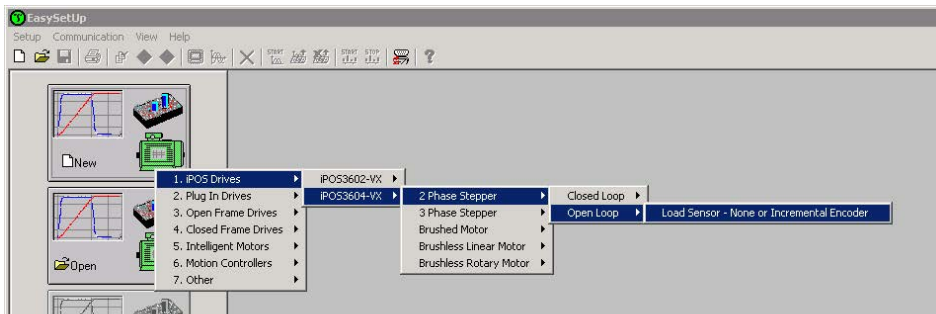 EasySetUp
Setup Communication View Help
START START STOP
New
1. iPOS Drives
2. Plug In Drives
3. Open Frame Drives
4. Closed Frame Drives
5. Intelligent Motors
6. Motion Controllers
7. Other
iPOS3602-VX
iPOS3604-VX
2 Phase Stepper
3 Phase Stepper
Brushed Motor
Brushless Linear Motor
Brushless Rotary Motor
Closed Loop
Open Loop
Load Sensor - None or Incremental Encoder
Open